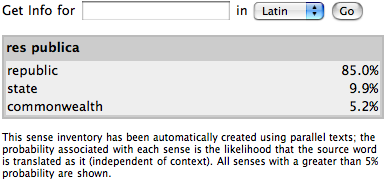 Get Info for in Latin Go
res publica
republic 85.0%
state 9.9%
commonwealth 5.2%
This sense inventory has been automatically created using parallel texts; the
probability associated with each sense is the likelihood that the source word
is translated as it (independent of context). All senses with a greater than 5%
probability are shown.